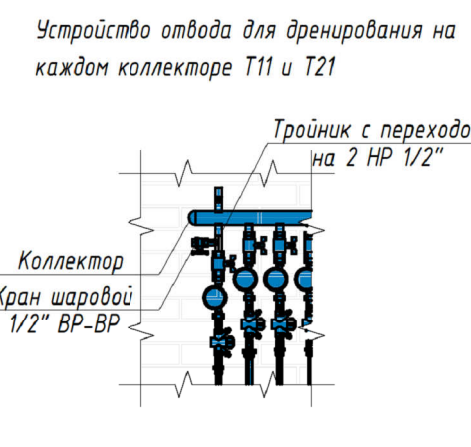 Устройство отвода для дренирования на
каждом коллекторе Т11 и Т21
Тройник с переходо
на 2 НР 1/2"
Коллектор
Кран шаровой
1/2" ВР-ВР